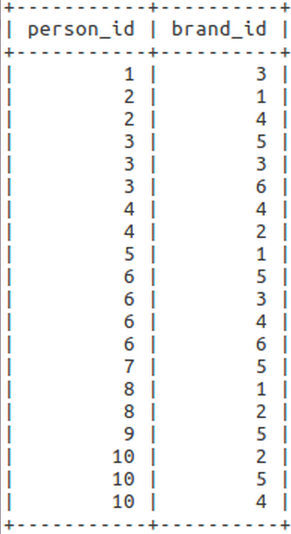 +-----------+----------+
| person_id | brand_id |
+-----------+----------+
|         1 |        3 |
|         2 |        1 |
|         2 |        4 |
|         3 |        5 |
|         3 |        3 |
|         3 |        6 |
|         4 |        4 |
|         4 |        2 |
|         5 |        1 |
|         6 |        5 |
|         6 |        3 |
|         6 |        4 |
|         6 |        6 |
|         7 |        5 |
|         8 |        1 |
|         8 |        2 |
|         9 |        5 |
|        10 |        2 |
|        10 |        5 |
|        10 |        4 |
+-----------+----------+